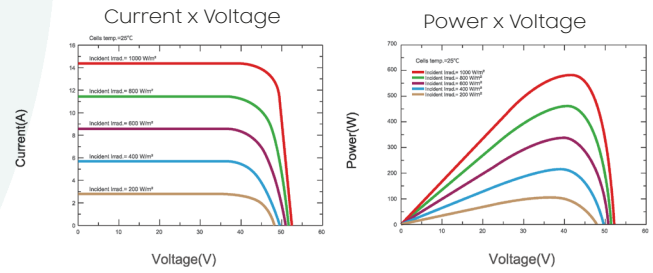 Current x Voltage
Cells temp.=25℃
Current(A)
16
14
12
10
8
6
4
2
0
Incident Irrad.= 1000 W/m²
Incident Irrad.= 800 W/m²
Incident Irrad.= 600 W/m²
Incident Irrad.= 400 W/m²
Incident Irrad.= 200 W/m²
0 10 20 30 40 50 60
Voltage(V)
Power x Voltage
Cells temp.=25℃
Incident Irrad.= 1000 W/m²
Incident Irrad.= 800 W/m²
Incident Irrad.= 600 W/m²
Incident Irrad.= 400 W/m²
Incident Irrad.= 200 W/m²
Power(W)
700
600
500
400
300
200
100
0
0 10 20 30 40 50 60
Voltage(V)